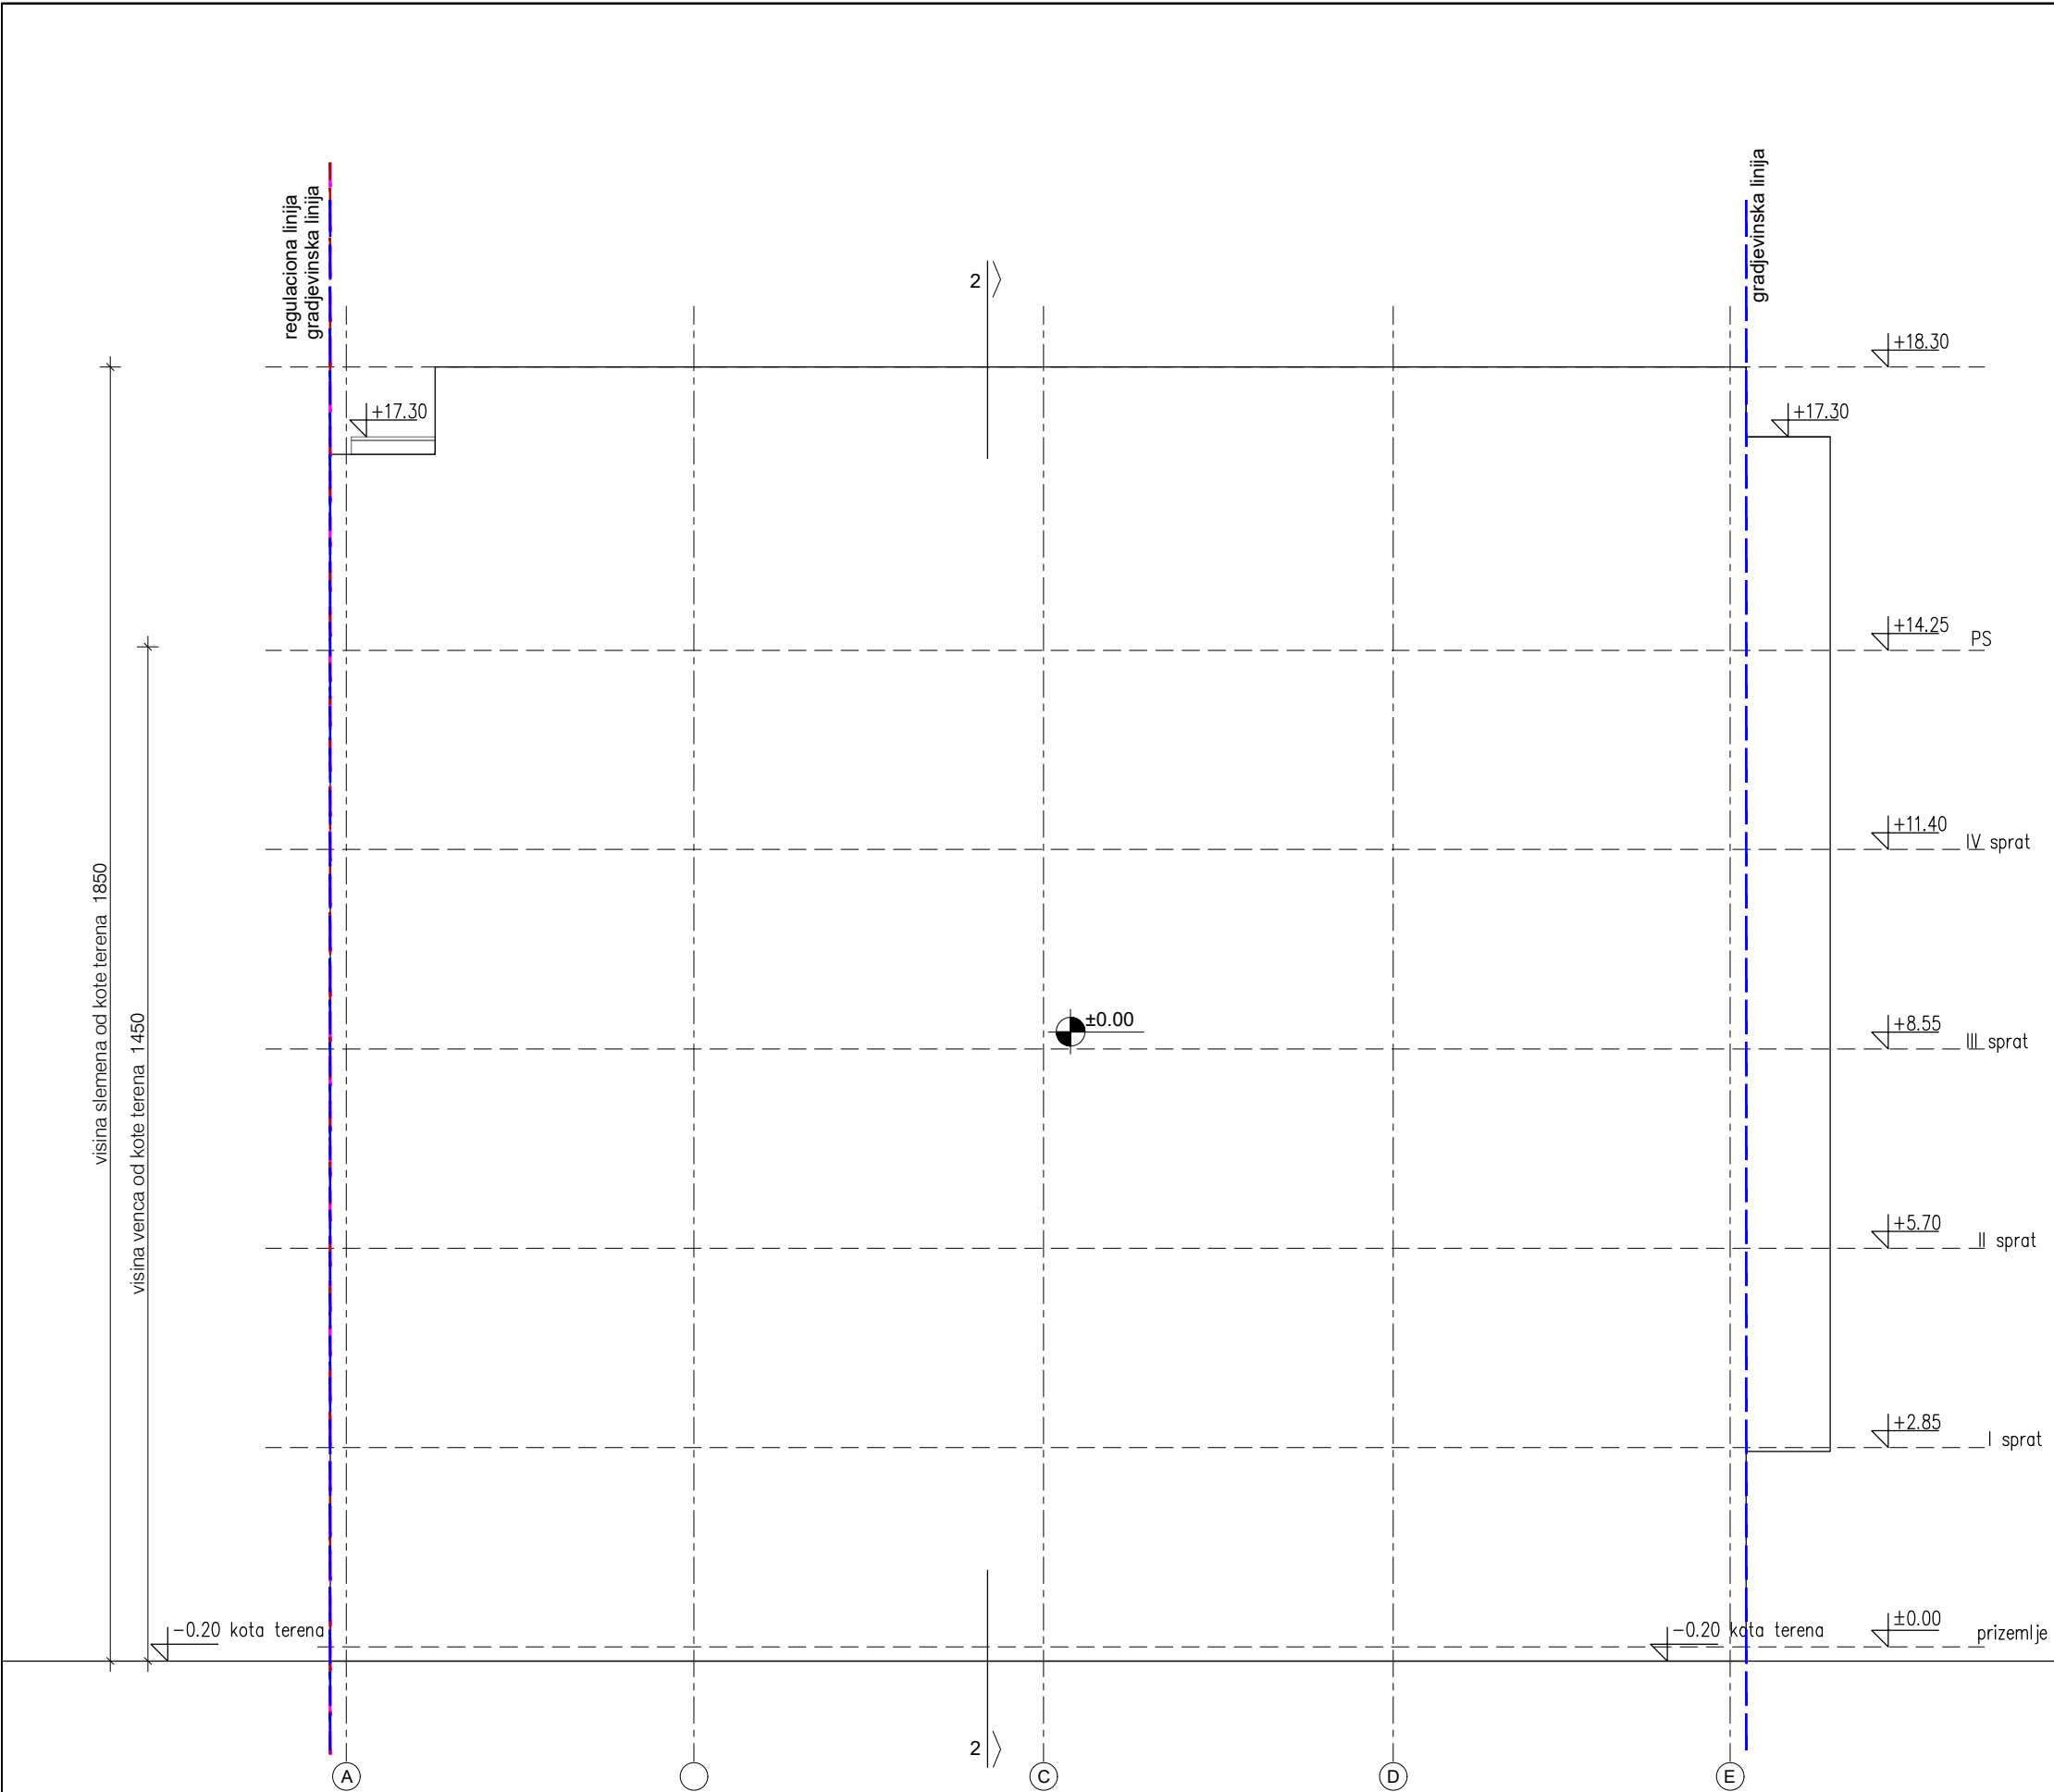 regulaciona linija
gradjevinska linija
gradjevinska linija
2
+18.30
+17.30
+17.30
+14.25
PS
+11.40
IV sprat
visina slemena od kote terena 1850
visina venca od kote terena 1450
±0.00
+8.55
III sprat
+5.70
II sprat
+2.85
I sprat
-0.20 kota terena
-0.20 kota terena
±0.00
prizemlje
2
A
C
D
E